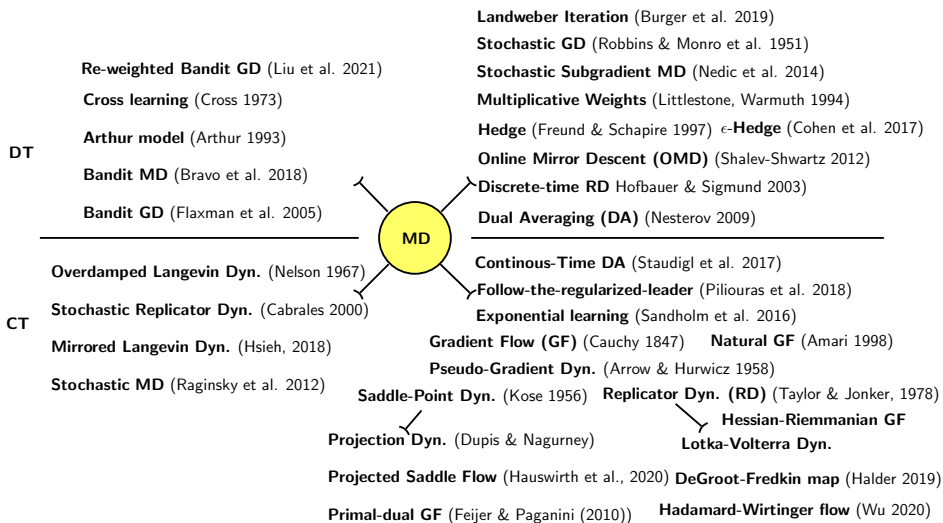 Landweber Iteration (Burger et al. 2019)
Stochastic GD (Robbins & Monro et al. 1951)
Stochastic Subgradient MD (Nedic et al. 2014)
Multiplicative Weights (Littlestone, Warmuth 1994)
Hedge (Freund & Schapire 1997) ϵ-Hedge (Cohen et al. 2017)
Online Mirror Descent (OMD) (Shalev-Shwartz 2012)
Discrete-time RD Hofbauer & Sigmund 2003)
Dual Averaging (DA) (Nesterov 2009)
Re-weighted Bandit GD (Liu et al. 2021)
Cross learning (Cross 1973)
Arthur model (Arthur 1993)
Bandit MD (Bravo et al. 2018)
Bandit GD (Flaxman et al. 2005)
DT
MD
CT
Overdamped Langevin Dyn. (Nelson 1967)
Stochastic Replicator Dyn. (Cabrales 2000)
Mirrored Langevin Dyn. (Hsieh, 2018)
Stochastic MD (Raginsky et al. 2012)
Continous-Time DA (Staudigl et al. 2017)
Follow-the-regularized-leader (Piliouras et al. 2018)
Exponential learning (Sandholm et al. 2016)
Gradient Flow (GF) (Cauchy 1847) Natural GF (Amari 1998)
Pseudo-Gradient Dyn. (Arrow & Hurwicz 1958)
Saddle-Point Dyn. (Kose 1956) Replicator Dyn. (RD) (Taylor & Jonker, 1978)
Hessian-Riemmanian GF
Projection Dyn. (Dupis & Nagurney) Lotka-Volterra Dyn.
Projected Saddle Flow (Hauswirth et al., 2020) DeGroot-Fredkin map (Halder 2019)
Primal-dual GF (Feijer & Paganini (2010)) Hadamard-Wirtinger flow (Wu 2020)